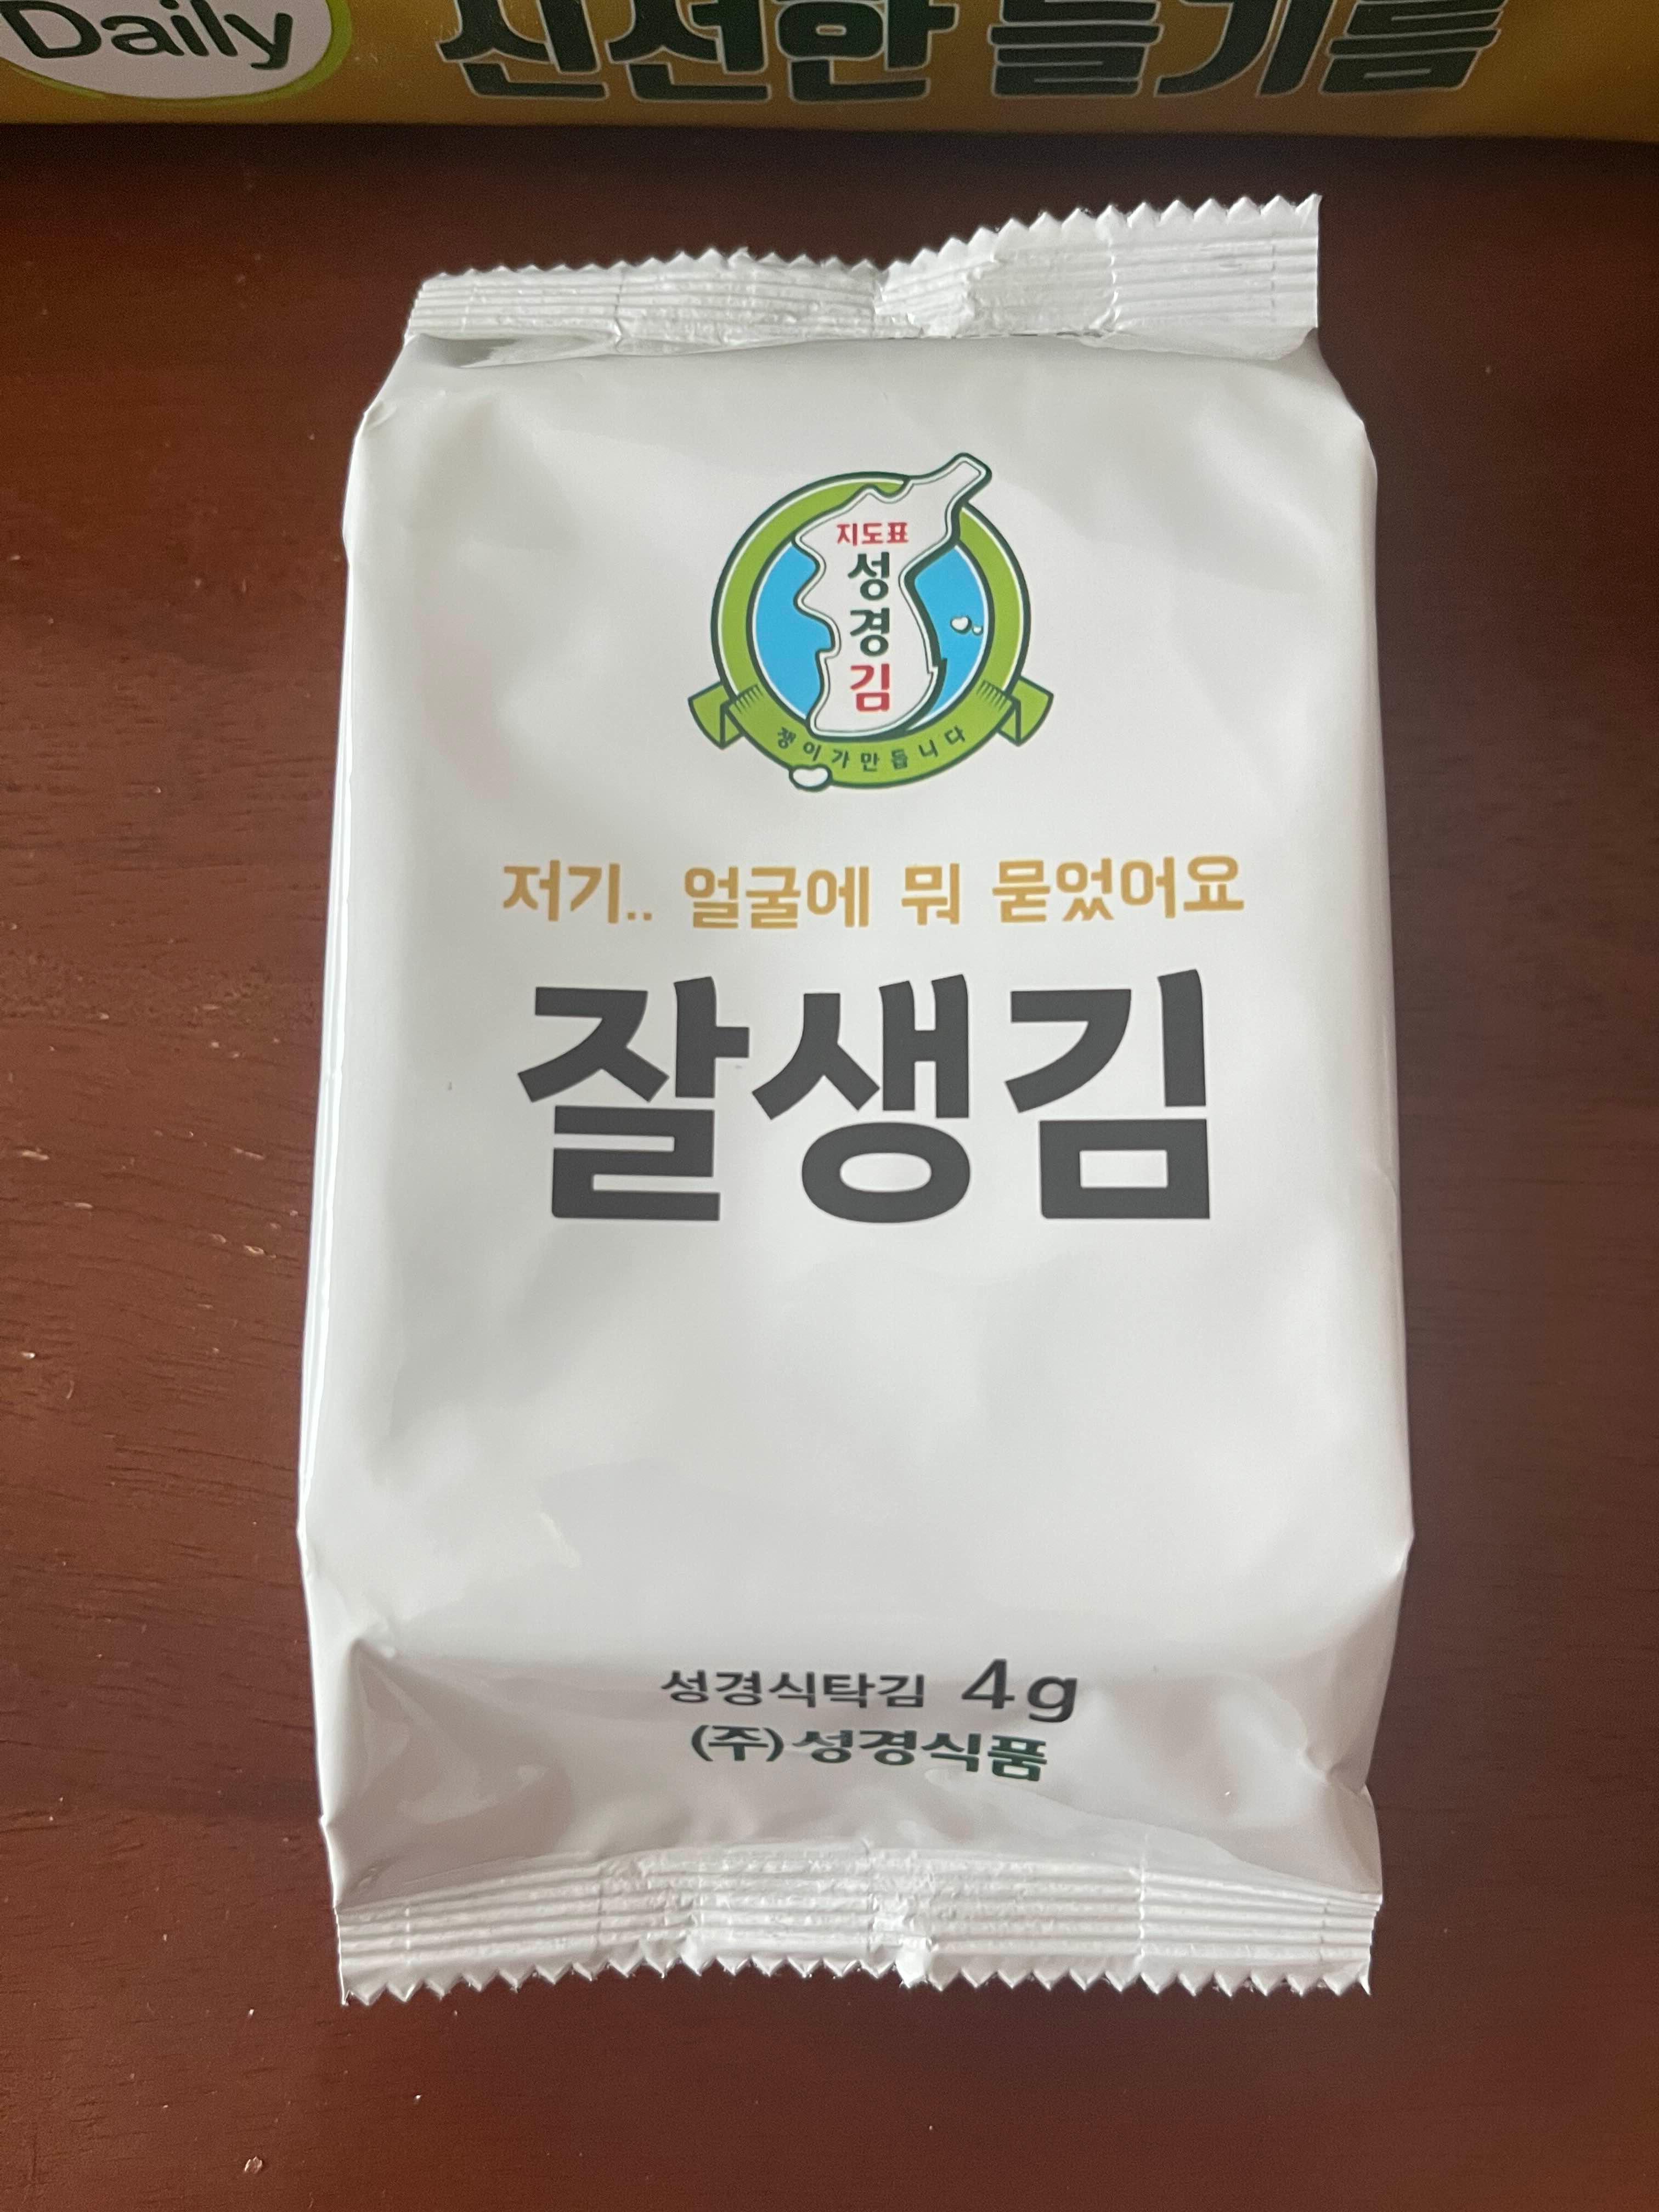 Daily
신선한 들기름
지도표
성
경
김
쟁이가만듭니다
저기.. 얼굴에 뭐 묻었어요
잘생김
성경식탁김 4g
(주)성경식품